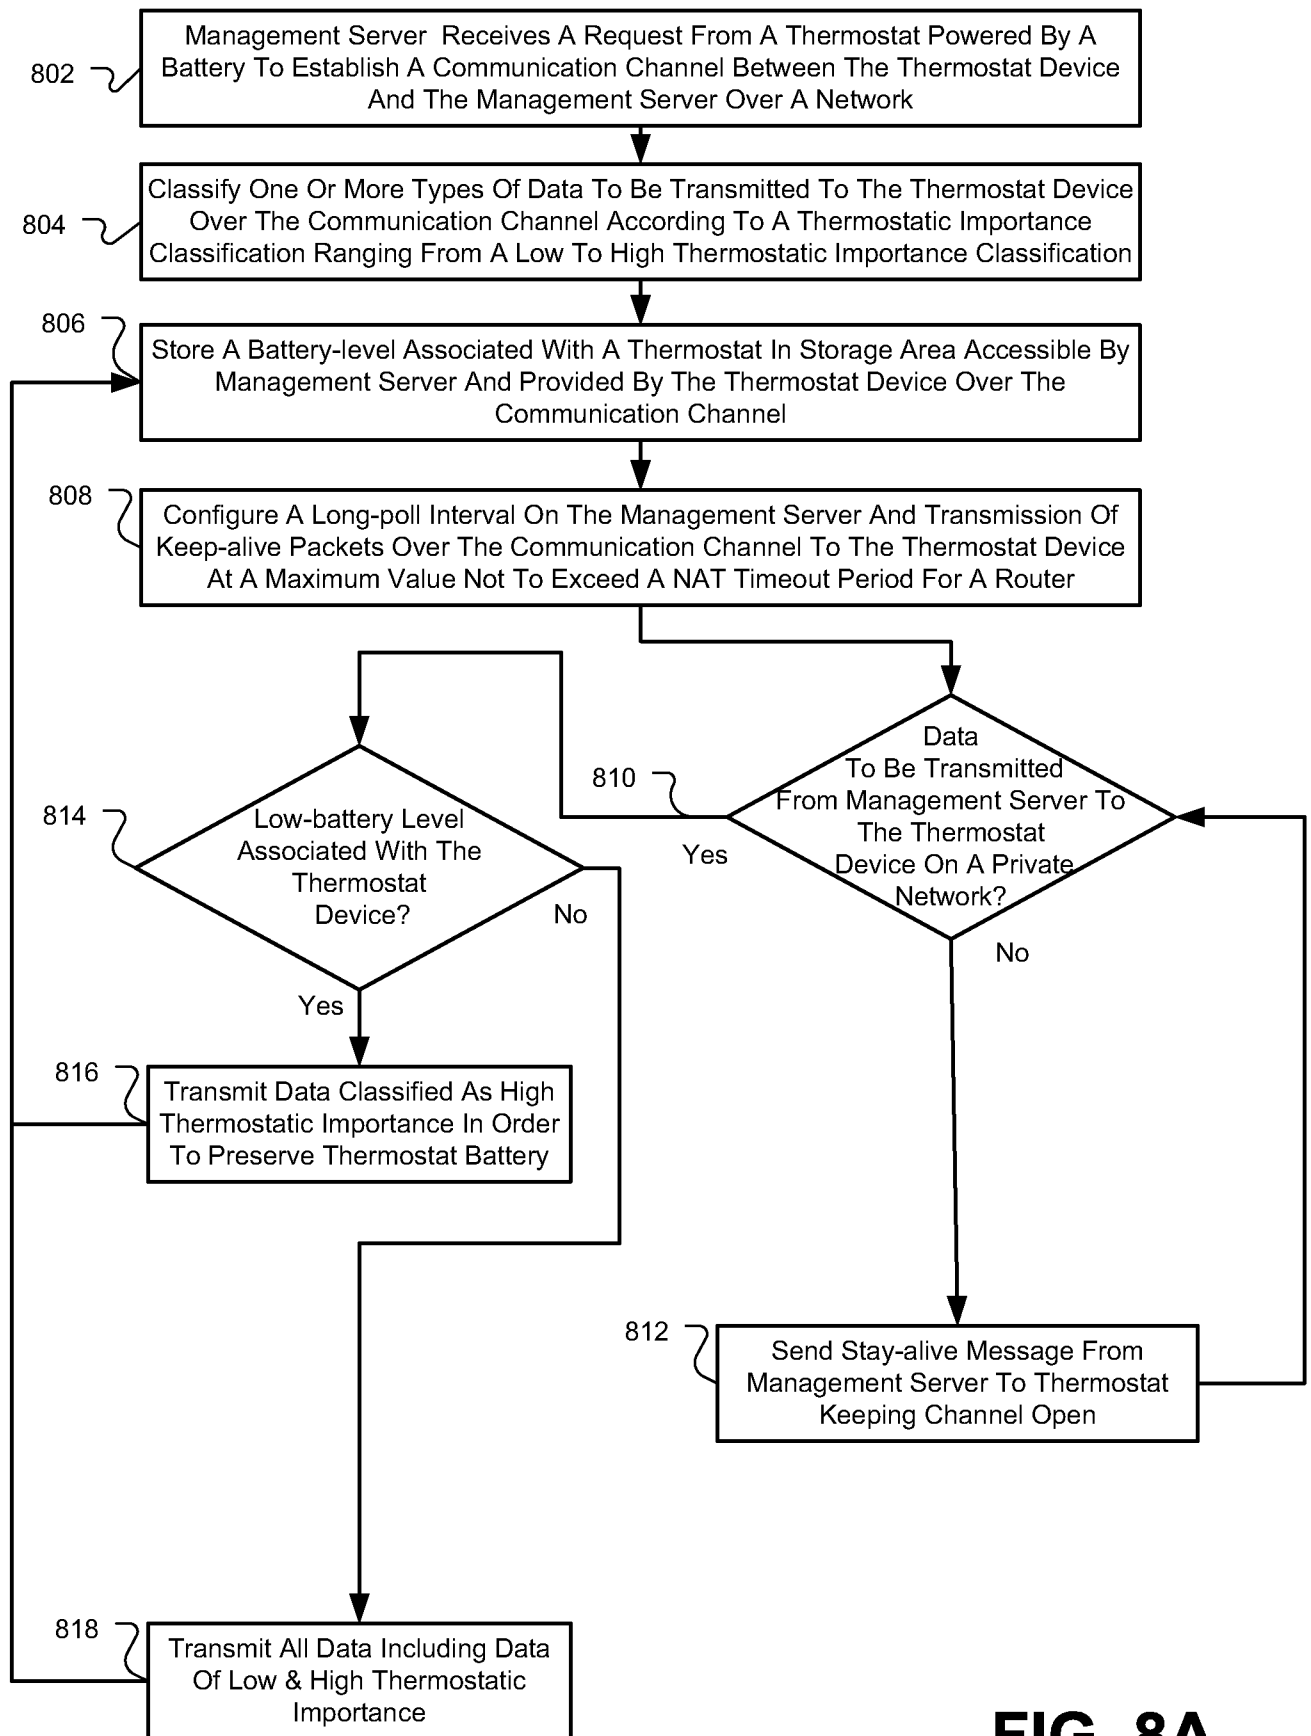 Management Server Receives A Request From A Thermostat Powered By A
802
Battery To Establish A Communication Channel Between The Thermostat Device
And The Management Server Over A Network
Classify One Or More Types Of Data To Be Transmitted To The Thermostat Device
804
Over The Communication Channel According To A Thermostatic Importance
Classification Ranging From A Low To High Thermostatic Importance Classification
806
Store A Battery-level Associated With A Thermostat In Storage Area Accessible By
Management Server And Provided By The Thermostat Device Over The
Communication Channel
808
Configure A Long-poll Interval On The Management Server And Transmission Of
Keep-alive Packets Over The Communication Channel To The Thermostat Device
At A Maximum Value Not To Exceed A NAT Timeout Period For A Router
810
Data
To Be Transmitted
From Management Server To
The Thermostat
Device On A Private
Network?
Yes
No
814
Low-battery Level
Associated With The
Thermostat
Device?
No
Yes
816
Transmit Data Classified As High
Thermostatic Importance In Order
To Preserve Thermostat Battery
812
Send Stay-alive Message From
Management Server To Thermostat
Keeping Channel Open
818
Transmit All Data Including Data
Of Low & High Thermostatic
Importance
FIG. 8A